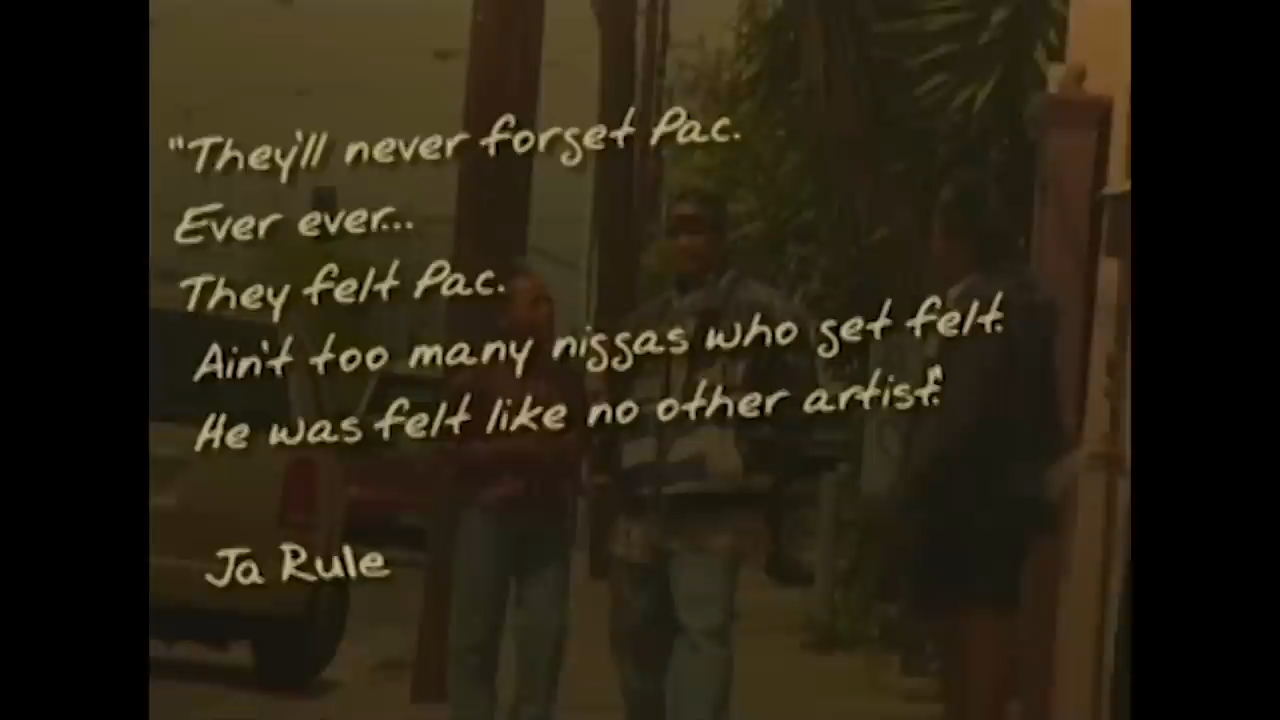 "They'll never forget Pac.
Ever ever...
They felt Pac.
Ain't too many niggas who get felt.
He was felt like no other artist."
Ja Rule